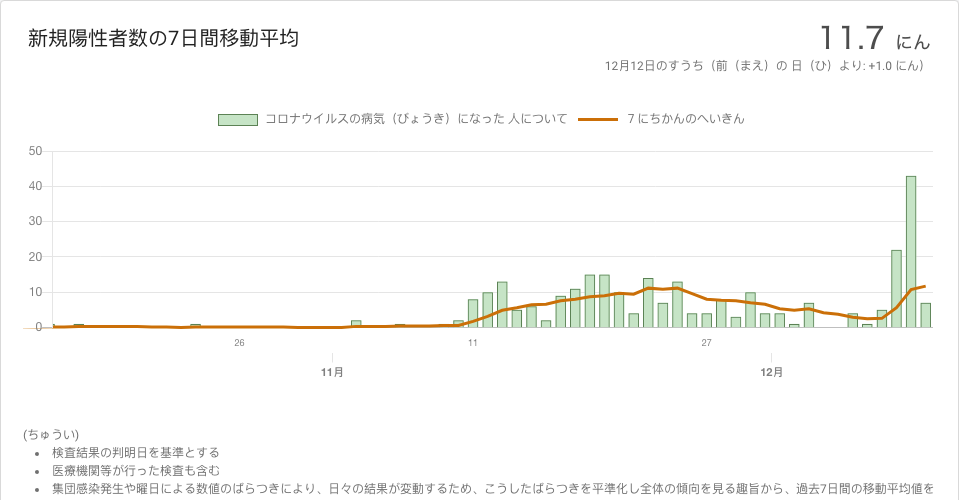 新規陽性者数の7日間移動平均
11.7 にん
12月12日のすうち（前（まえ）の 日（ひ）より: +1.0 にん）
コロナウイルスの病気（びょうき）になった 人について
7 にちかんのへいきん
50
40
30
20
10
0
26
11
27
11月
12月
(ちゅうい)
• 検査結果の判明日を基準とする
• 医療機関等が行った検査も含む
• 集団感染発生や曜日による数値のばらつきにより、日々の結果が変動するため、こうしたばらつきを平準化し全体の傾向を見る趣旨から、過去7日間の移動平均値を